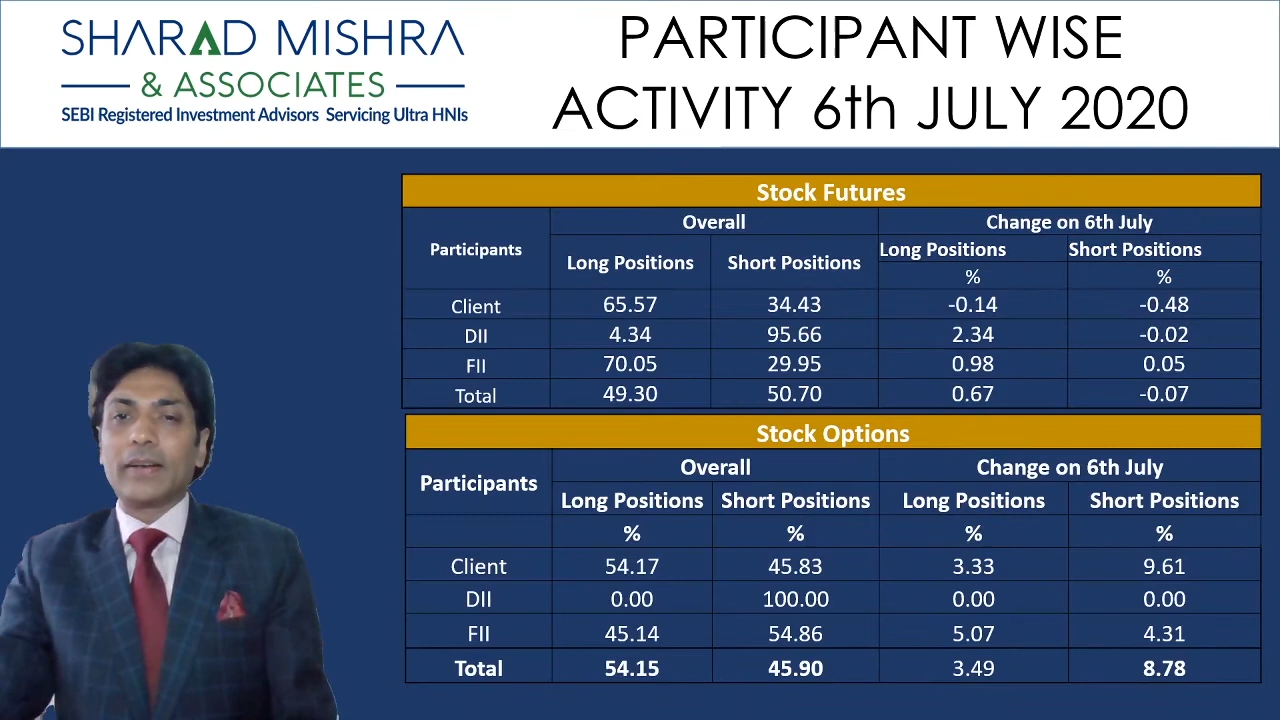 SHARAD MISHRA
& ASSOCIATES
SEBI Registered Investment Advisors Servicing Ultra HNIs
PARTICIPANT WISE
ACTIVITY 6th JULY 2020
Stock Futures
Participants Overall Change on 6th July
Long Positions Short Positions Long Positions Short Positions
% %
Client 65.57 34.43 -0.14 -0.48
DII 4.34 95.66 2.34 -0.02
FII 70.05 29.95 0.98 0.05
Total 49.30 50.70 0.67 -0.07
Stock Options
Participants Overall Change on 6th July
Long Positions Short Positions Long Positions Short Positions
% % % %
Client 54.17 45.83 3.33 9.61
DII 0.00 100.00 0.00 0.00
FII 45.14 54.86 5.07 4.31
Total 54.15 45.90 3.49 8.78